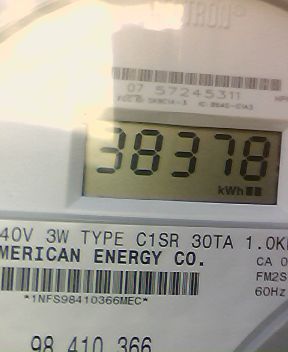 TRON®
07 57245311
38378
kWh
40V 3W TYPE C1SR 30TA 1.0K
MERICAN ENERGY CO.
CA 0
FM2S
*1NFS98410366MEC*
60Hz
98 410 366